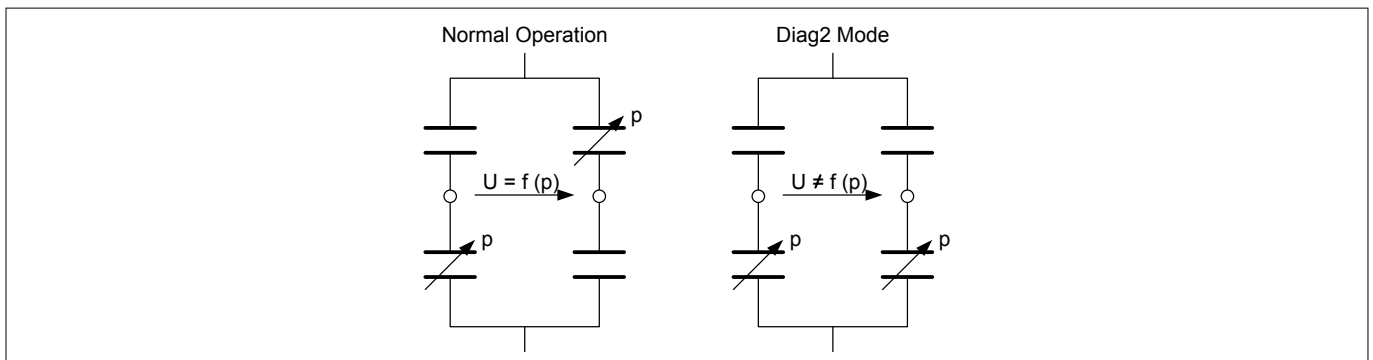 Normal Operation
Diag2 Mode
p
U = f (p)
U ≠ f (p)
p
p
p